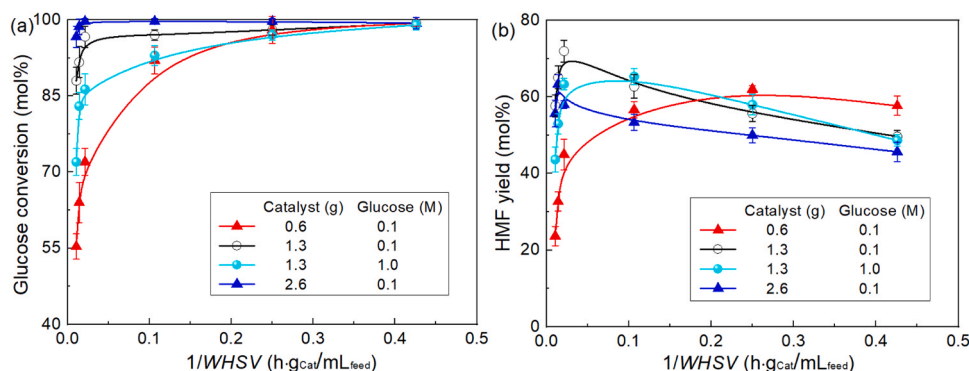 (a)
Glucose conversion (mol%)
100
85
70
55
40
Catalyst (g) Glucose (M)
0.6 0.1
1.3 0.1
1.3 1.0
2.6 0.1
0.0 0.1 0.2 0.3 0.4 0.5
1/WHSV (h·gCat/mLfeed)
(b)
HMF yield (mol%)
80
60
40
20
0
Catalyst (g) Glucose (M)
0.6 0.1
1.3 0.1
1.3 1.0
2.6 0.1
0.0 0.1 0.2 0.3 0.4 0.5
1/WHSV (h·gCat/mLfeed)